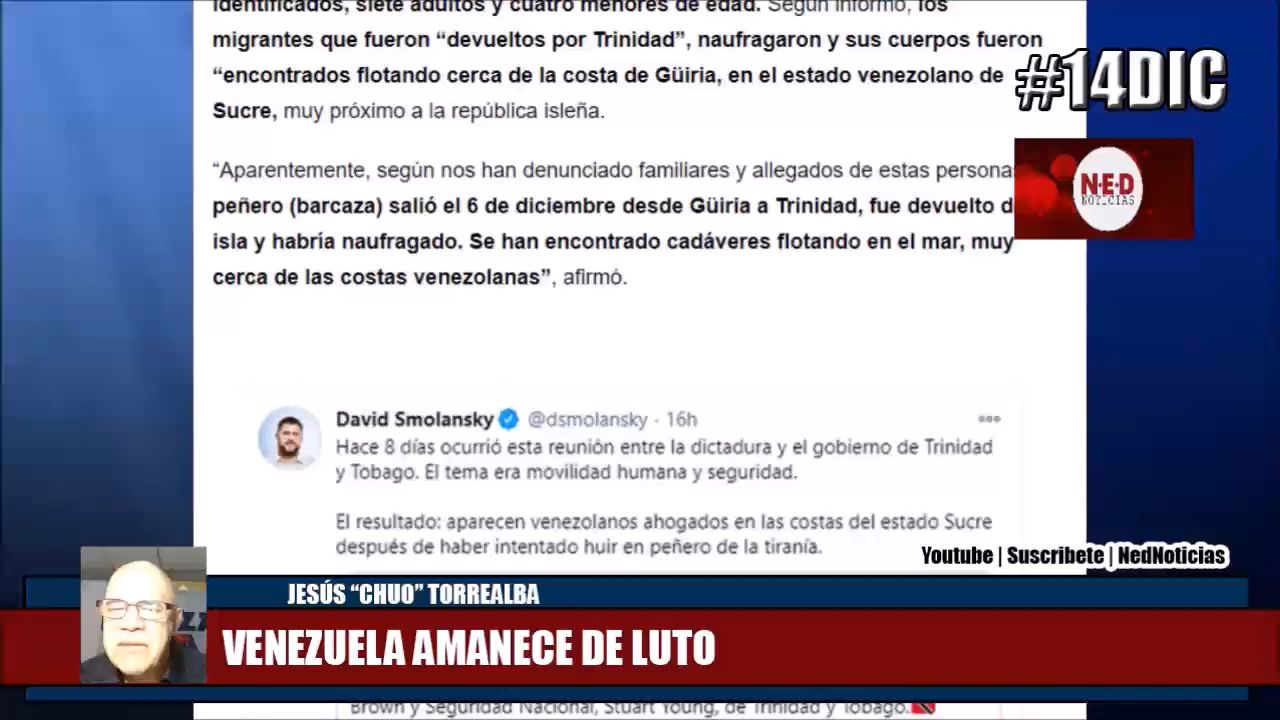 identificados, siete adultos y cuatro menores de edad. Según informó, los
migrantes que fueron “devueltos por Trinidad”, naufragaron y sus cuerpos fueron
“encontrados flotando cerca de la costa de Güiria, en el estado venezolano de
Sucre, muy próximo a la república isleña.
#14DIC
N·E·D
NOTICIAS
“Aparentemente, según nos han denunciado familiares y allegados de estas persona
peñero (barcaza) salió el 6 de diciembre desde Güiria a Trinidad, fue devuelto d
isla y habría naufragado. Se han encontrado cadáveres flotando en el mar, muy
cerca de las costas venezolanas”, afirmó.
David Smolansky @dsmolansky · 16h
Hace 8 días ocurrió esta reunión entre la dictadura y el gobierno de Trinidad
y Tobago. El tema era movilidad humana y seguridad.
El resultado: aparecen venezolanos ahogados en las costas del estado Sucre
después de haber intentado huir en peñero de la tiranía.
Youtube | Suscribete | NedNoticias
JESÚS “CHUO” TORREALBA
VENEZUELA AMANECE DE LUTO
Brown y Seguridad Nacional, Stuart Young, de Trinidad y Tobago.